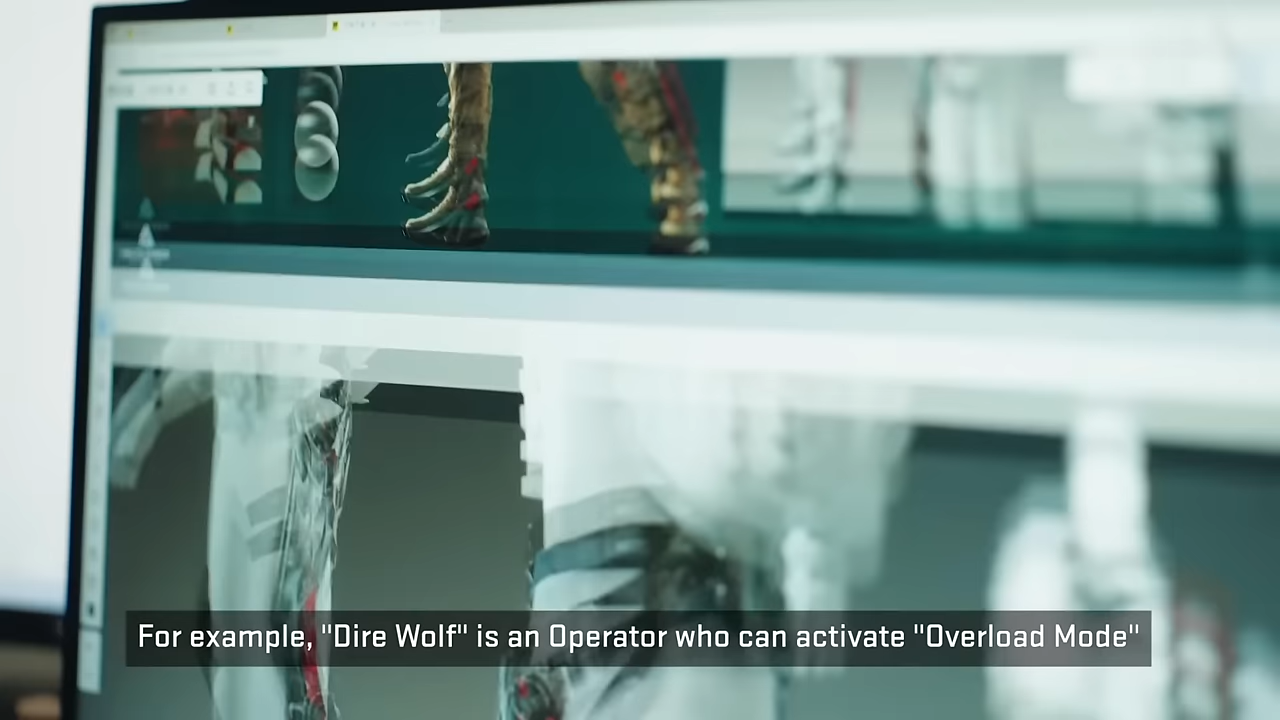 For example, "Dire Wolf" is an Operator who can activate "Overload Mode"